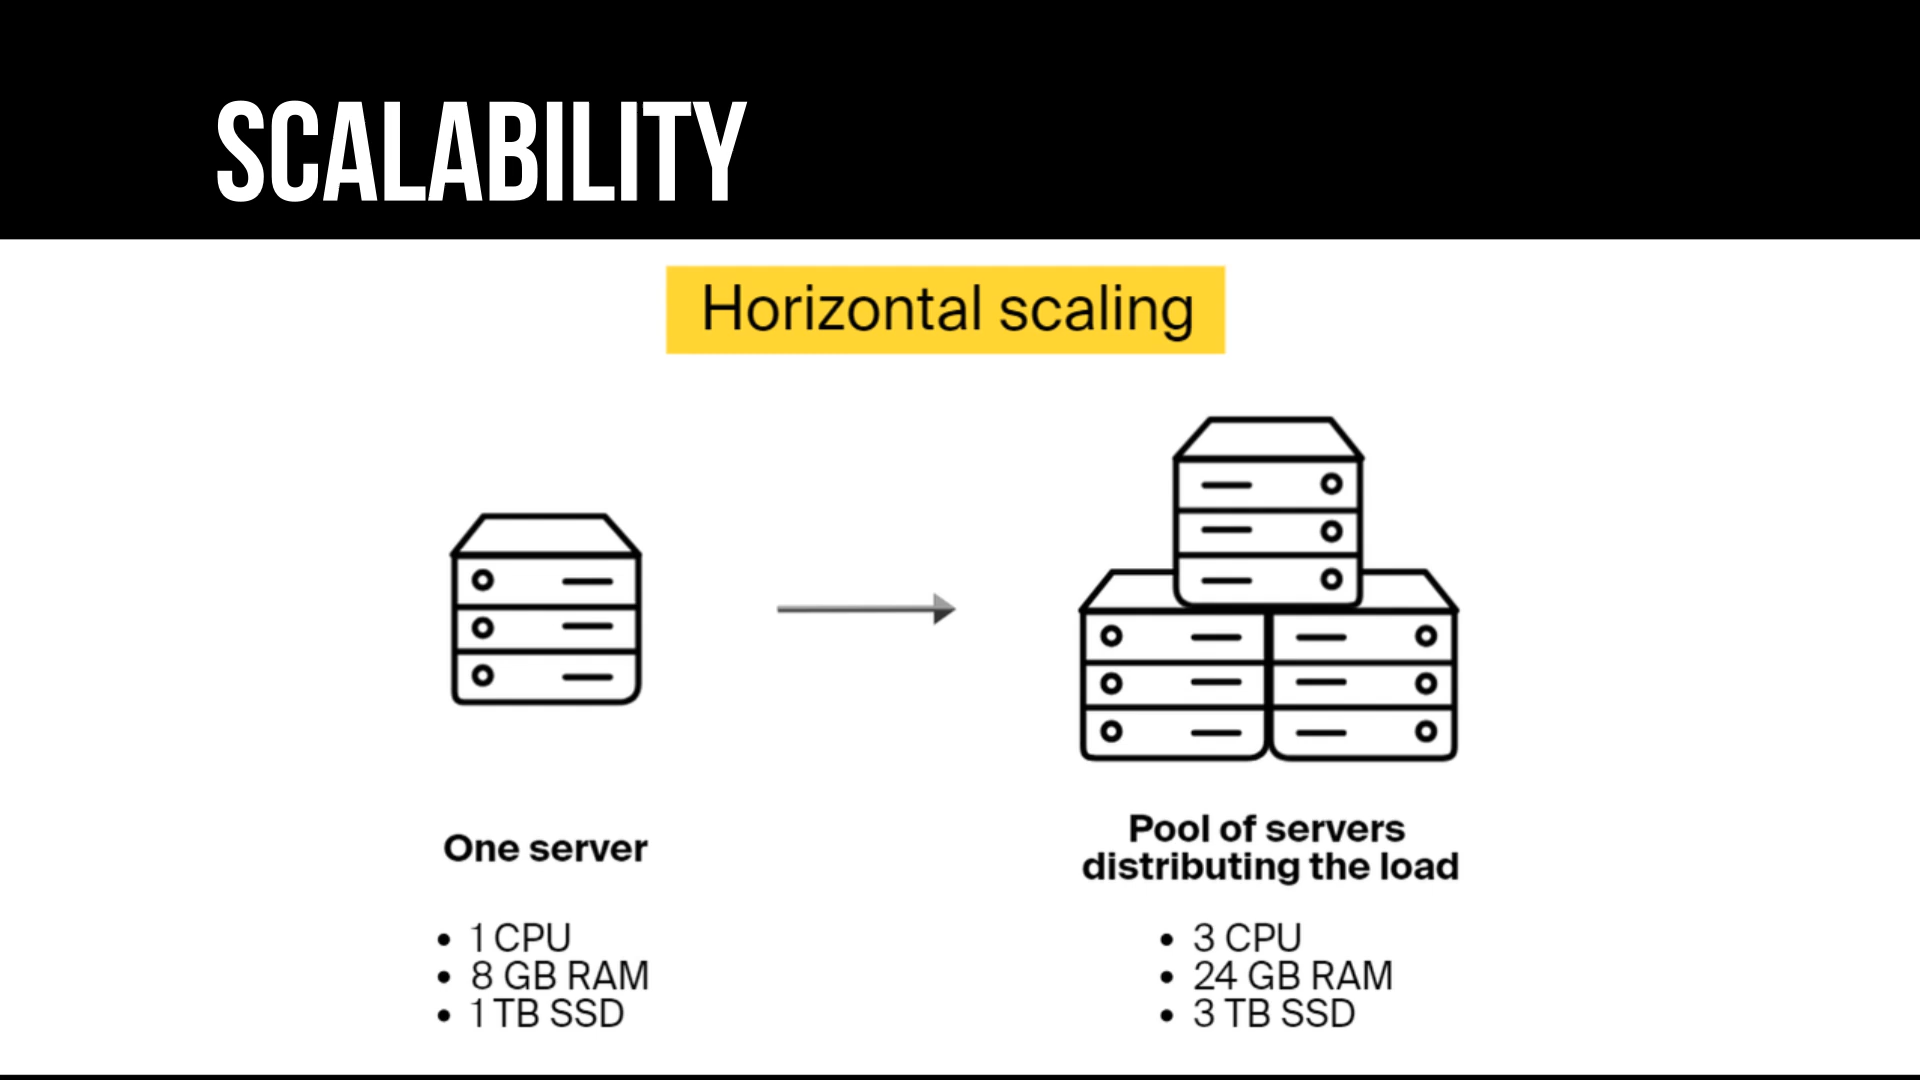 SCALABILITY
Horizontal scaling
One server
• 1 CPU
• 8 GB RAM
• 1 TB SSD
Pool of servers
distributing the load
• 3 CPU
• 24 GB RAM
• 3 TB SSD